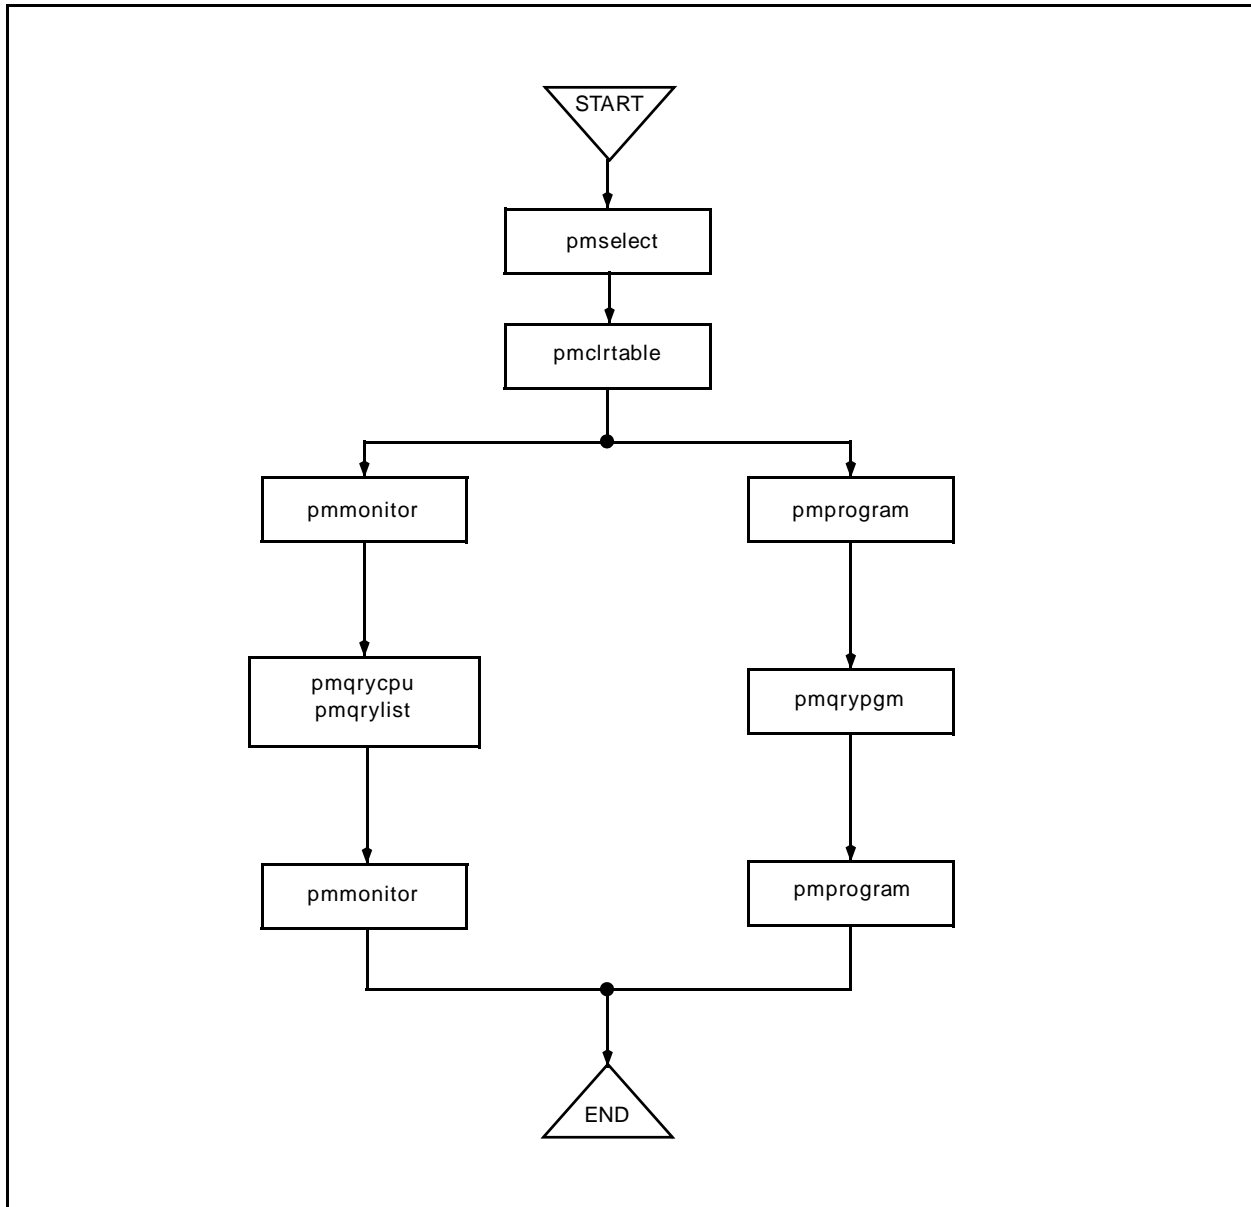 START
pmselect
pmclrtable
pmmonitor
pmprogram
pmqrycpu
pmqrylist
pmqrypgm
pmmonitor
pmprogram
END